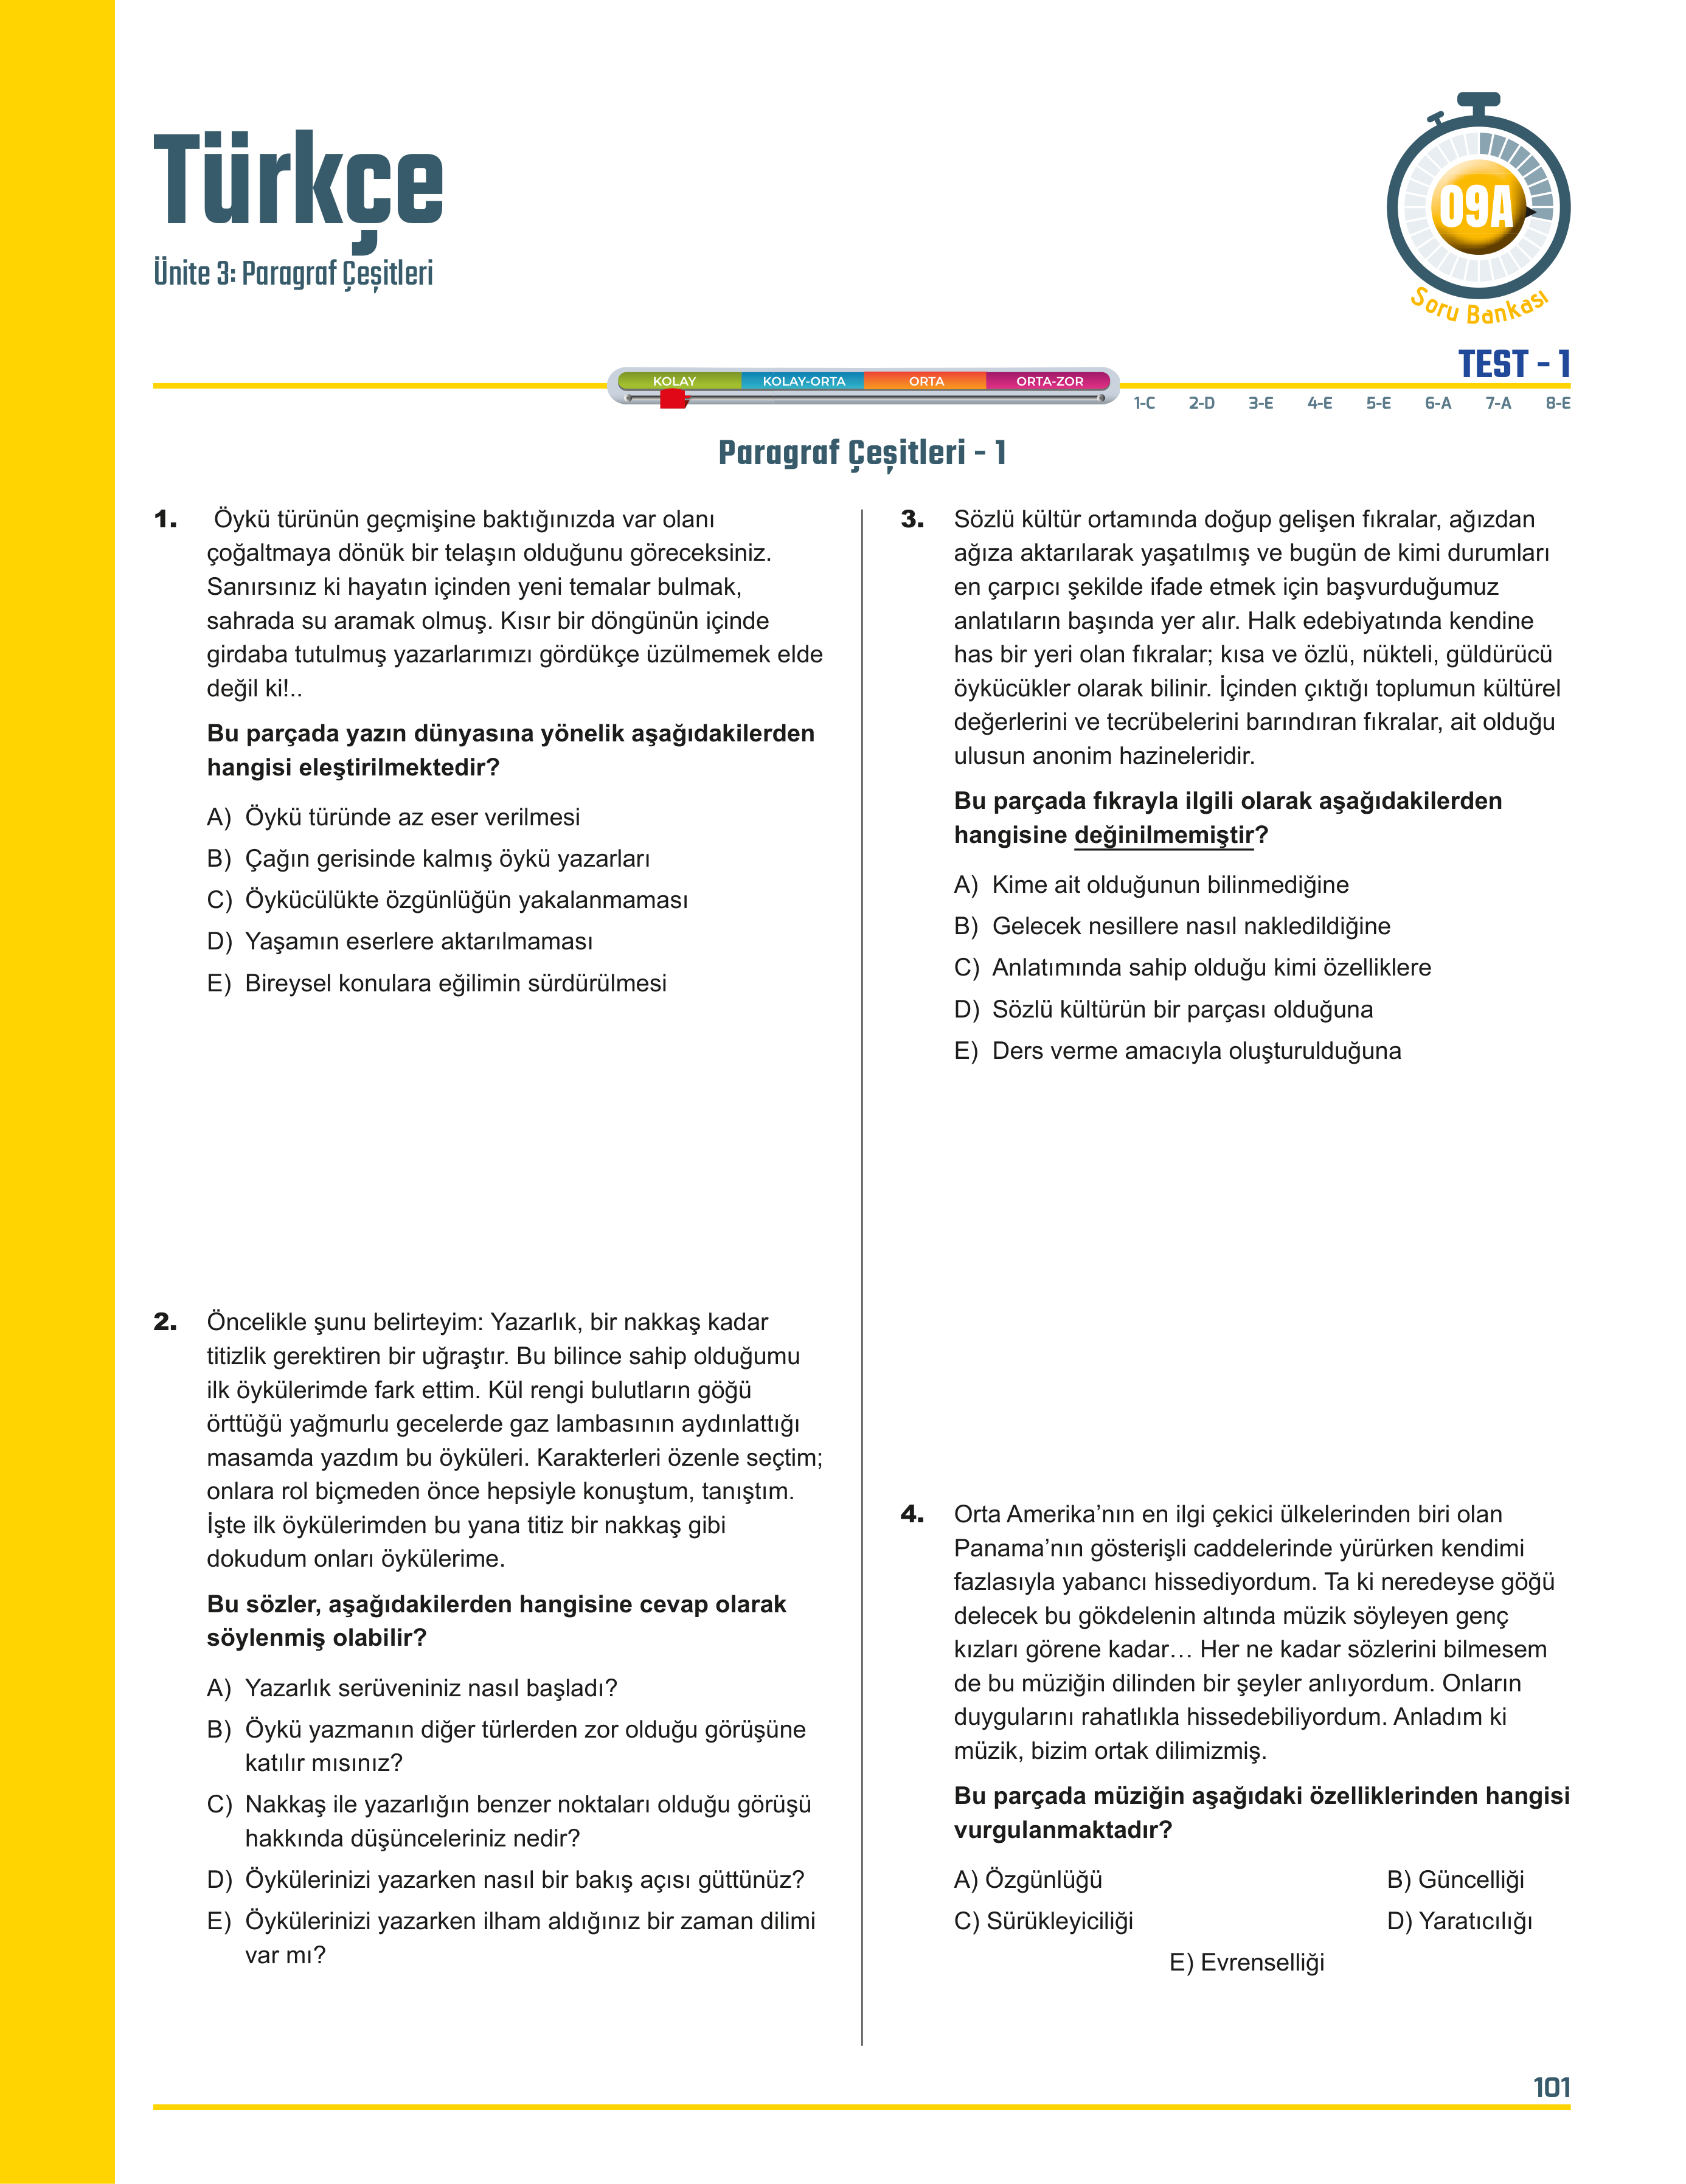 Türkçe
Ünite 3: Paragraf Çeşitleri
09A
Soru Bankası
TEST - 1
KOLAY KOLAY-ORTA ORTA ORTA-ZOR
1-C 2-D 3-E 4-E 5-E 6-A 7-A 8-E
Paragraf Çeşitleri - 1
1. Öykü türünün geçmişine baktığınızda var olanı
çoğaltmaya dönük bir telaşın olduğunu göreceksiniz.
Sanırsınız ki hayatın içinden yeni temalar bulmak,
sahrada su aramak olmuş. Kısır bir döngünün içinde
girdaba tutulmuş yazarlarımızı gördükçe üzülmemek elde
değil ki!..
Bu parçada yazın dünyasına yönelik aşağıdakilerden
hangisi eleştirilmektedir?
A) Öykü türünde az eser verilmesi
B) Çağın gerisinde kalmış öykü yazarları
C) Öykücülükte özgünlüğün yakalanmaması
D) Yaşamın eserlere aktarılmaması
E) Bireysel konulara eğilimin sürdürülmesi
2. Öncelikle şunu belirteyim: Yazarlık, bir nakkaş kadar
titizlik gerektiren bir uğraştır. Bu bilince sahip olduğumu
ilk öykülerimde fark ettim. Kül rengi bulutların göğü
örttüğü yağmurlu gecelerde gaz lambasının aydınlattığı
masamda yazdım bu öyküleri. Karakterleri özenle seçtim;
onlara rol biçmeden önce hepsiyle konuştum, tanıştım.
İşte ilk öykülerimden bu yana titiz bir nakkaş gibi
dokudum onları öykülerime.
Bu sözler, aşağıdakilerden hangisine cevap olarak
söylenmiş olabilir?
A) Yazarlık serüveniniz nasıl başladı?
B) Öykü yazmanın diğer türlerden zor olduğu görüşüne
katılır mısınız?
C) Nakkaş ile yazarlığın benzer noktaları olduğu görüşü
hakkında düşünceleriniz nedir?
D) Öykülerinizi yazarken nasıl bir bakış açısı güttünüz?
E) Öykülerinizi yazarken ilham aldığınız bir zaman dilimi
var mı?
3. Sözlü kültür ortamında doğup gelişen fıkralar, ağızdan
ağıza aktarılarak yaşatılmış ve bugün de kimi durumları
en çarpıcı şekilde ifade etmek için başvurduğumuz
anlatıların başında yer alır. Halk edebiyatında kendine
has bir yeri olan fıkralar; kısa ve özlü, nükteli, güldürücü
öykücükler olarak bilinir. İçinden çıktığı toplumun kültürel
değerlerini ve tecrübelerini barındıran fıkralar, ait olduğu
ulusun anonim hazineleridir.
Bu parçada fıkrayla ilgili olarak aşağıdakilerden
hangisine değinilmemiştir?
A) Kime ait olduğunun bilinmediğine
B) Gelecek nesillere nasıl nakledildiğine
C) Anlatımında sahip olduğu kimi özelliklere
D) Sözlü kültürün bir parçası olduğuna
E) Ders verme amacıyla oluşturulduğuna
4. Orta Amerika’nın en ilgi çekici ülkelerinden biri olan
Panama’nın gösterişli caddelerinde yürürken kendimi
fazlasıyla yabancı hissediyordum. Ta ki neredeyse göğü
delecek bu gökdelenin altında müzik söyleyen genç
kızları görene kadar… Her ne kadar sözlerini bilmesem
de bu müziğin dilinden bir şeyler anlıyordum. Onların
duygularını rahatlıkla hissedebiliyordum. Anladım ki
müzik, bizim ortak dilimizmiş.
Bu parçada müziğin aşağıdaki özelliklerinden hangisi
vurgulanmaktadır?
A) Özgünlüğü B) Güncelliği
C) Sürükleyiciliği D) Yaratıcılığı
E) Evrenselliği
101